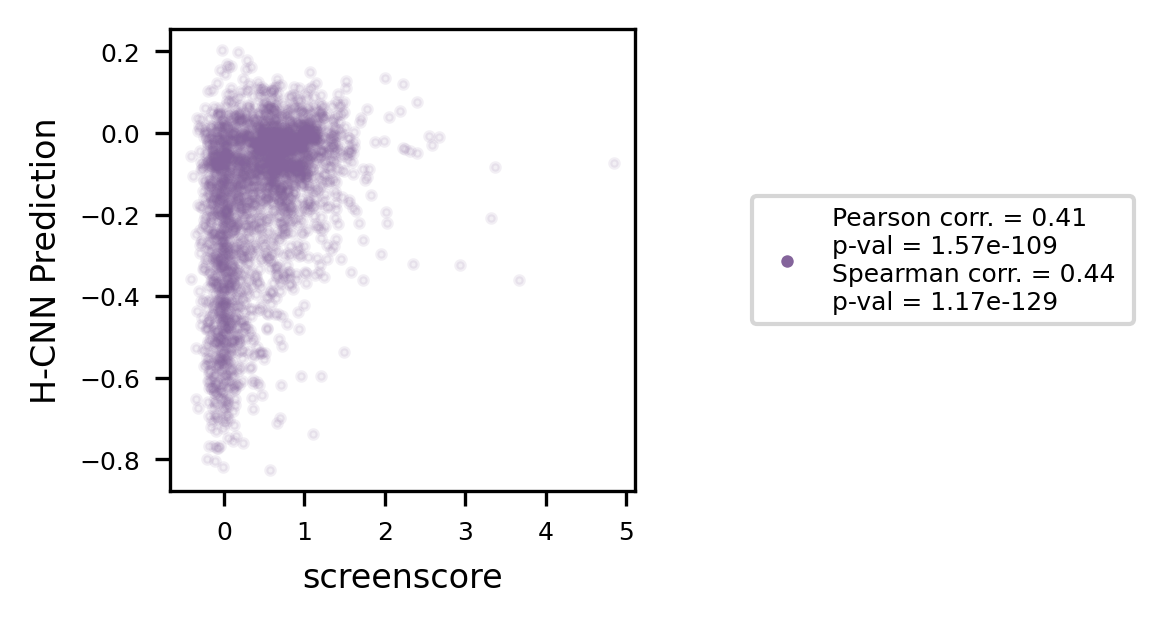 0.2
0.0
−0.2
−0.4
−0.6
−0.8
H-CNN Prediction
0
1
2
3
4
5
screenscore
Pearson corr. = 0.41
p-val = 1.57e-109
Spearman corr. = 0.44
p-val = 1.17e-129